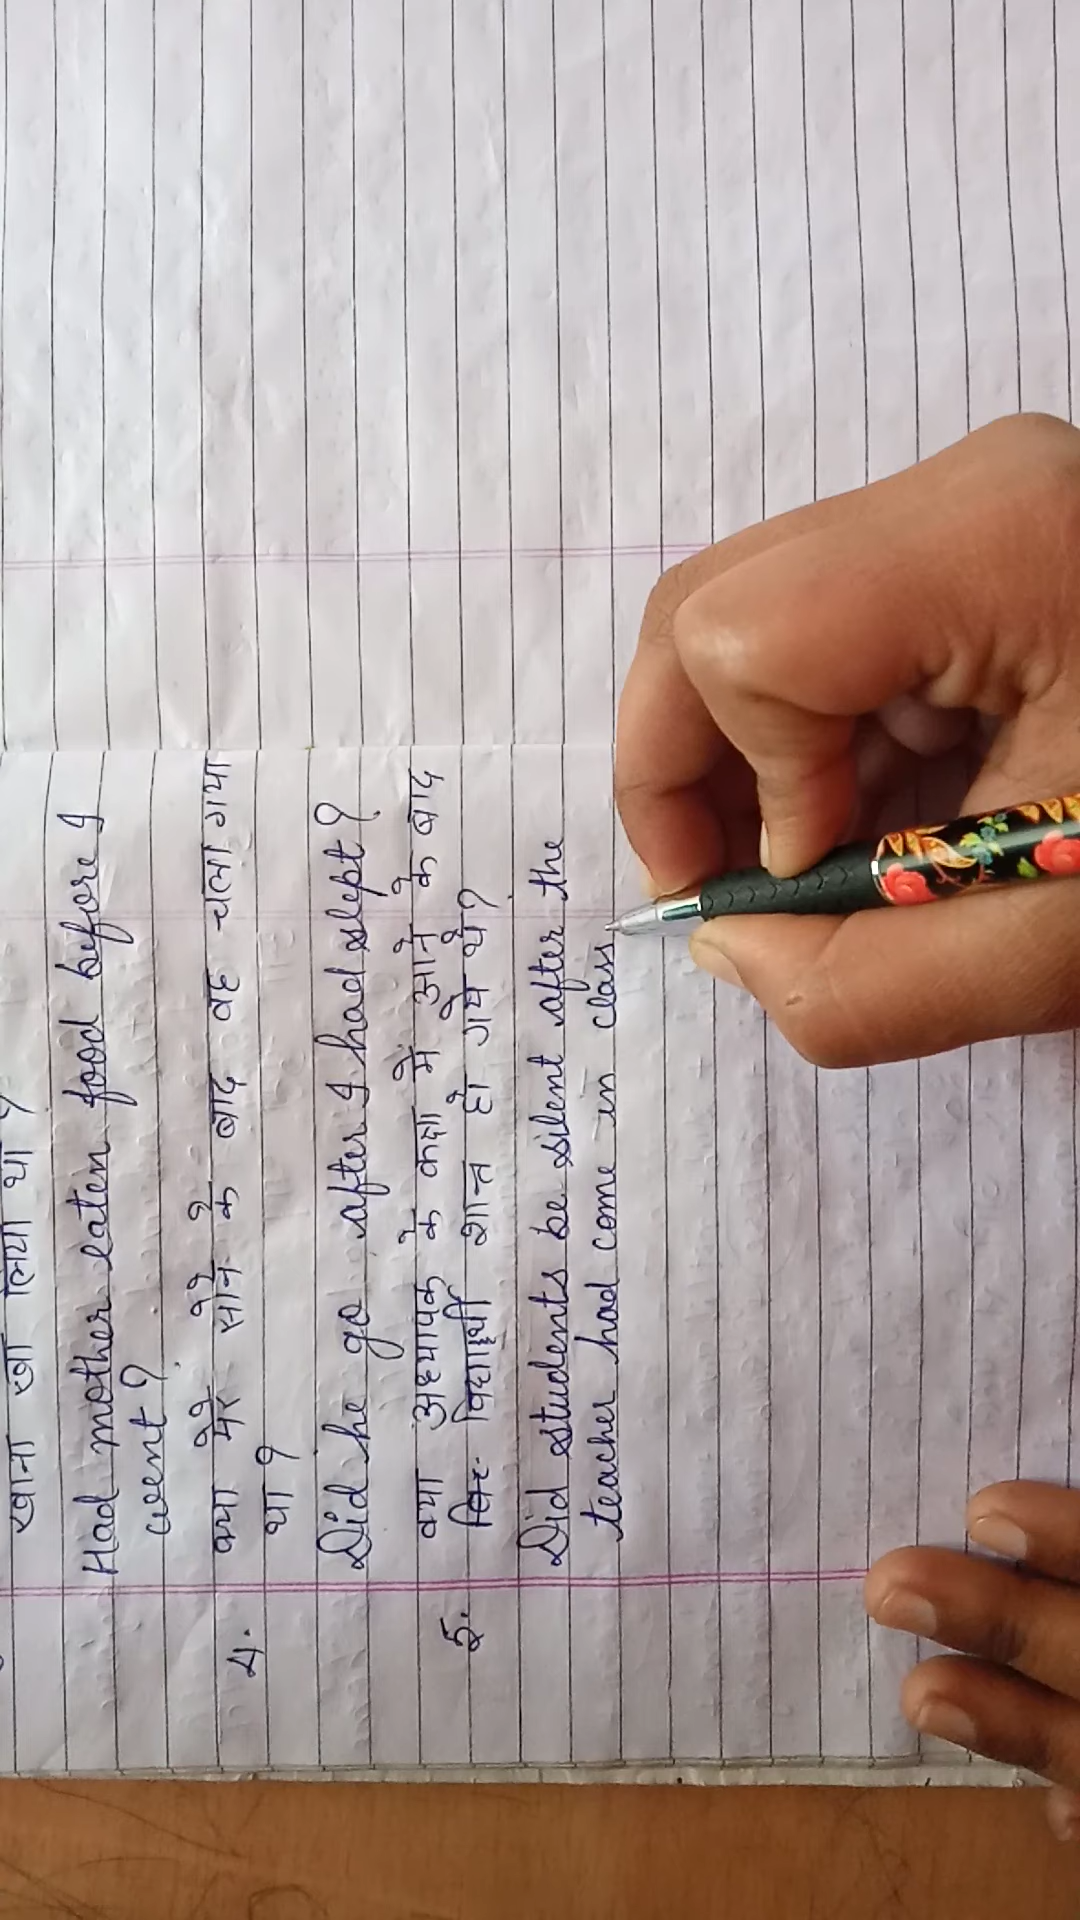 खाना खा लिया था ?
Had mother eaten food before I
went ?
4. क्या मेरे सोने के बाद वह चला गया
था ?
Did he go after I had slept ?
5. क्या अध्यापक के कक्षा में आने के बाद
विद्यार्थी शान्त हो गये थे ?
Did students be silent after the
teacher had come in class